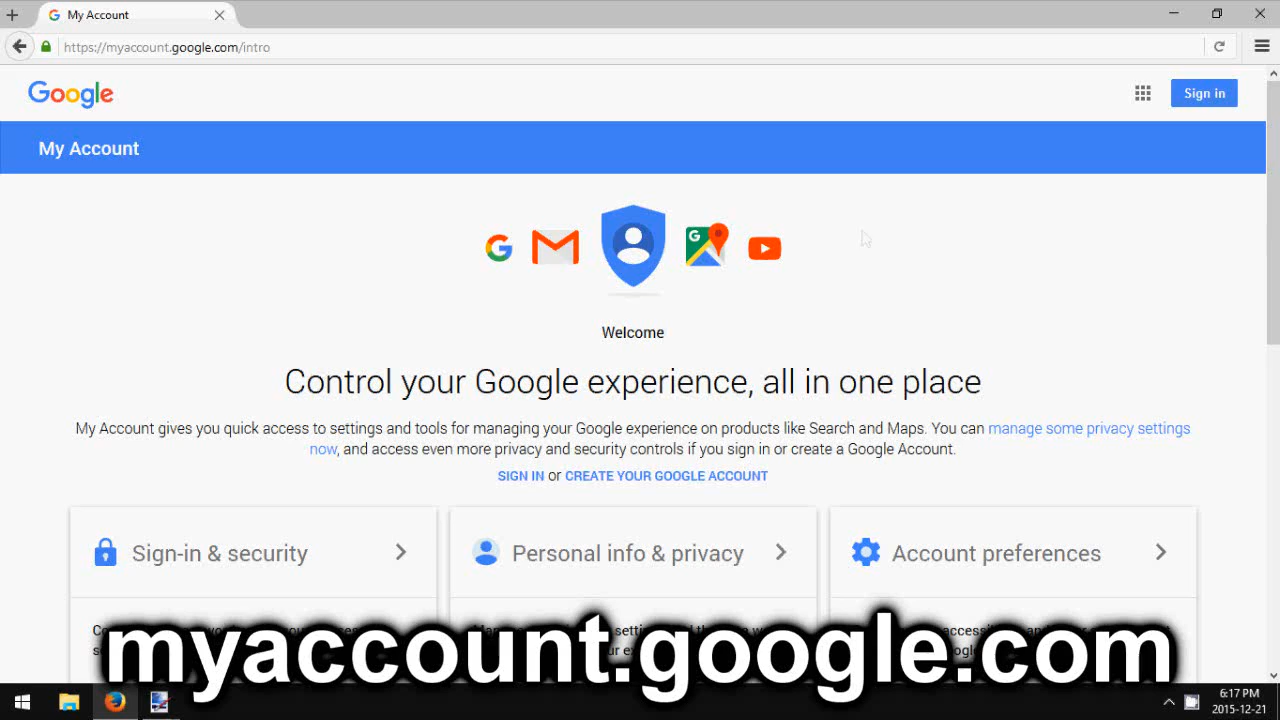 My Account
https://myaccount.google.com/intro
Google
Sign in
My Account
G
Welcome
Control your Google experience, all in one place
My Account gives you quick access to settings and tools for managing your Google experience on products like Search and Maps. You can manage some privacy settings
now, and access even more privacy and security controls if you sign in or create a Google Account.
SIGN IN or CREATE YOUR GOOGLE ACCOUNT
Sign-in & security
Personal info & privacy
Account preferences
myaccount.google.com
6:17 PM
2015-12-21